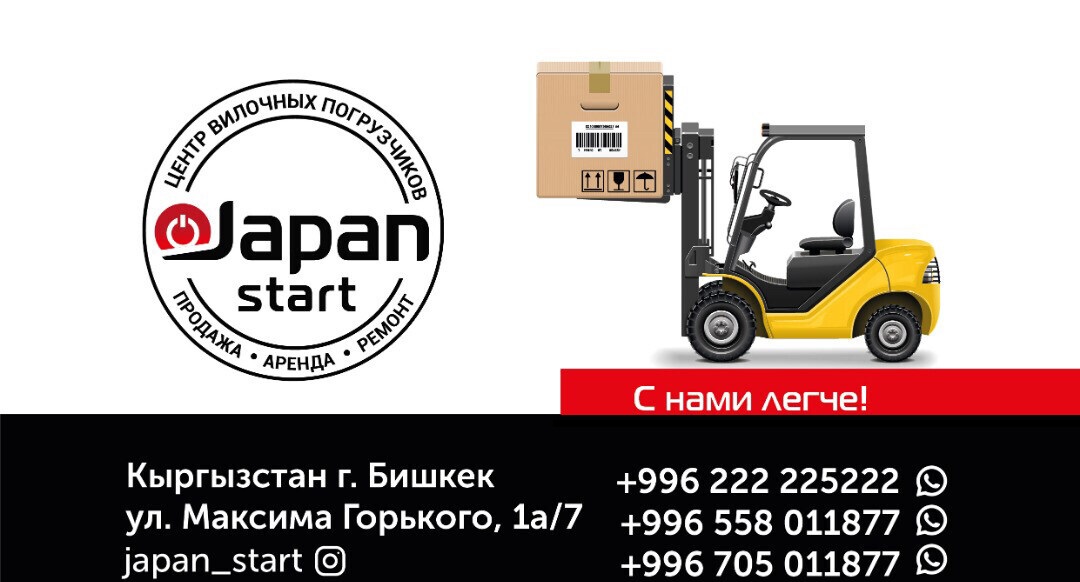 ЦЕНТР ВИЛОЧНЫХ ПОГРУЗЧИКОВ
Japan
start
ПРОДАЖА • АРЕНДА • РЕМОНТ
С нами легче!
Кыргызстан г. Бишкек
ул. Максима Горького, 1а/7
japan_start
+996 222 225222
+996 558 011877
+996 705 011877